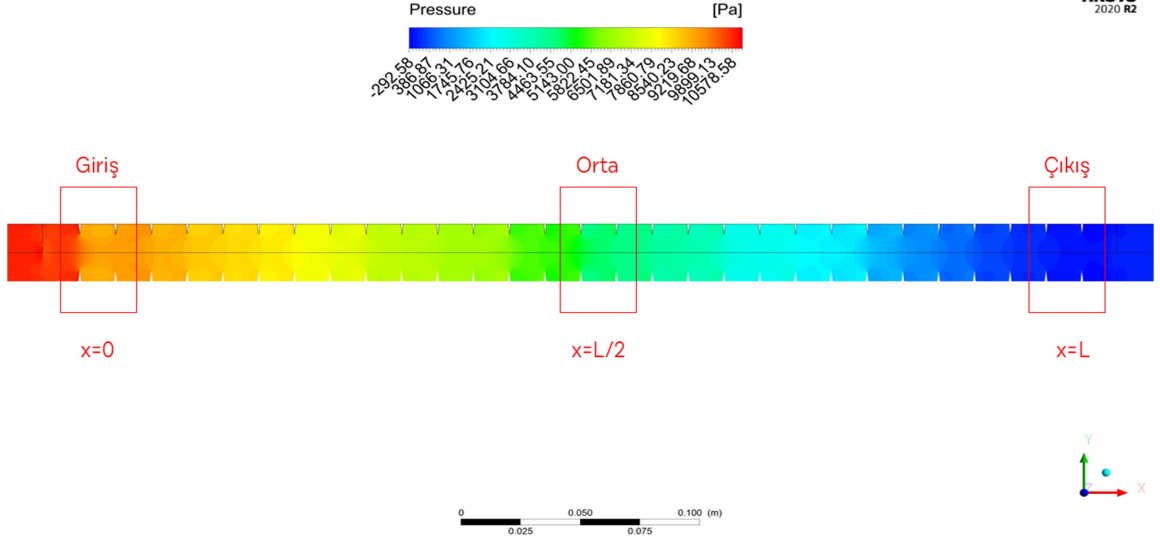 2020 R2
Pressure [Pa]
-292.58
386.87
1066.31
1745.76
2425.21
3104.66
3784.10
4463.55
5143.00
5822.45
6501.89
7181.34
7860.79
8540.23
9219.68
9899.13
10578.58
Giriş Orta Çıkış
x=0 x=L/2 x=L
Y
Z X
0 0.050 0.100 (m)
0.025 0.075